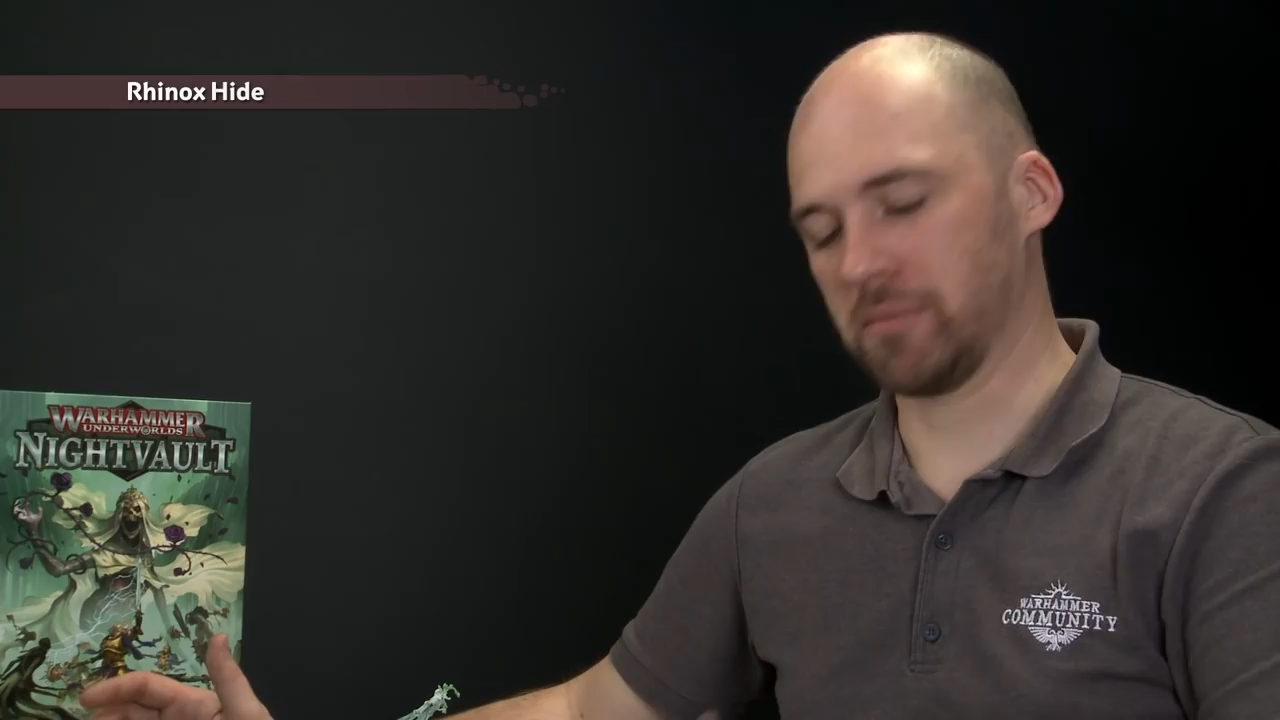 Rhinox Hide
WARHAMMER
UNDERWORLDS
NIGHTVAULT
WARHAMMER
COMMUNITY